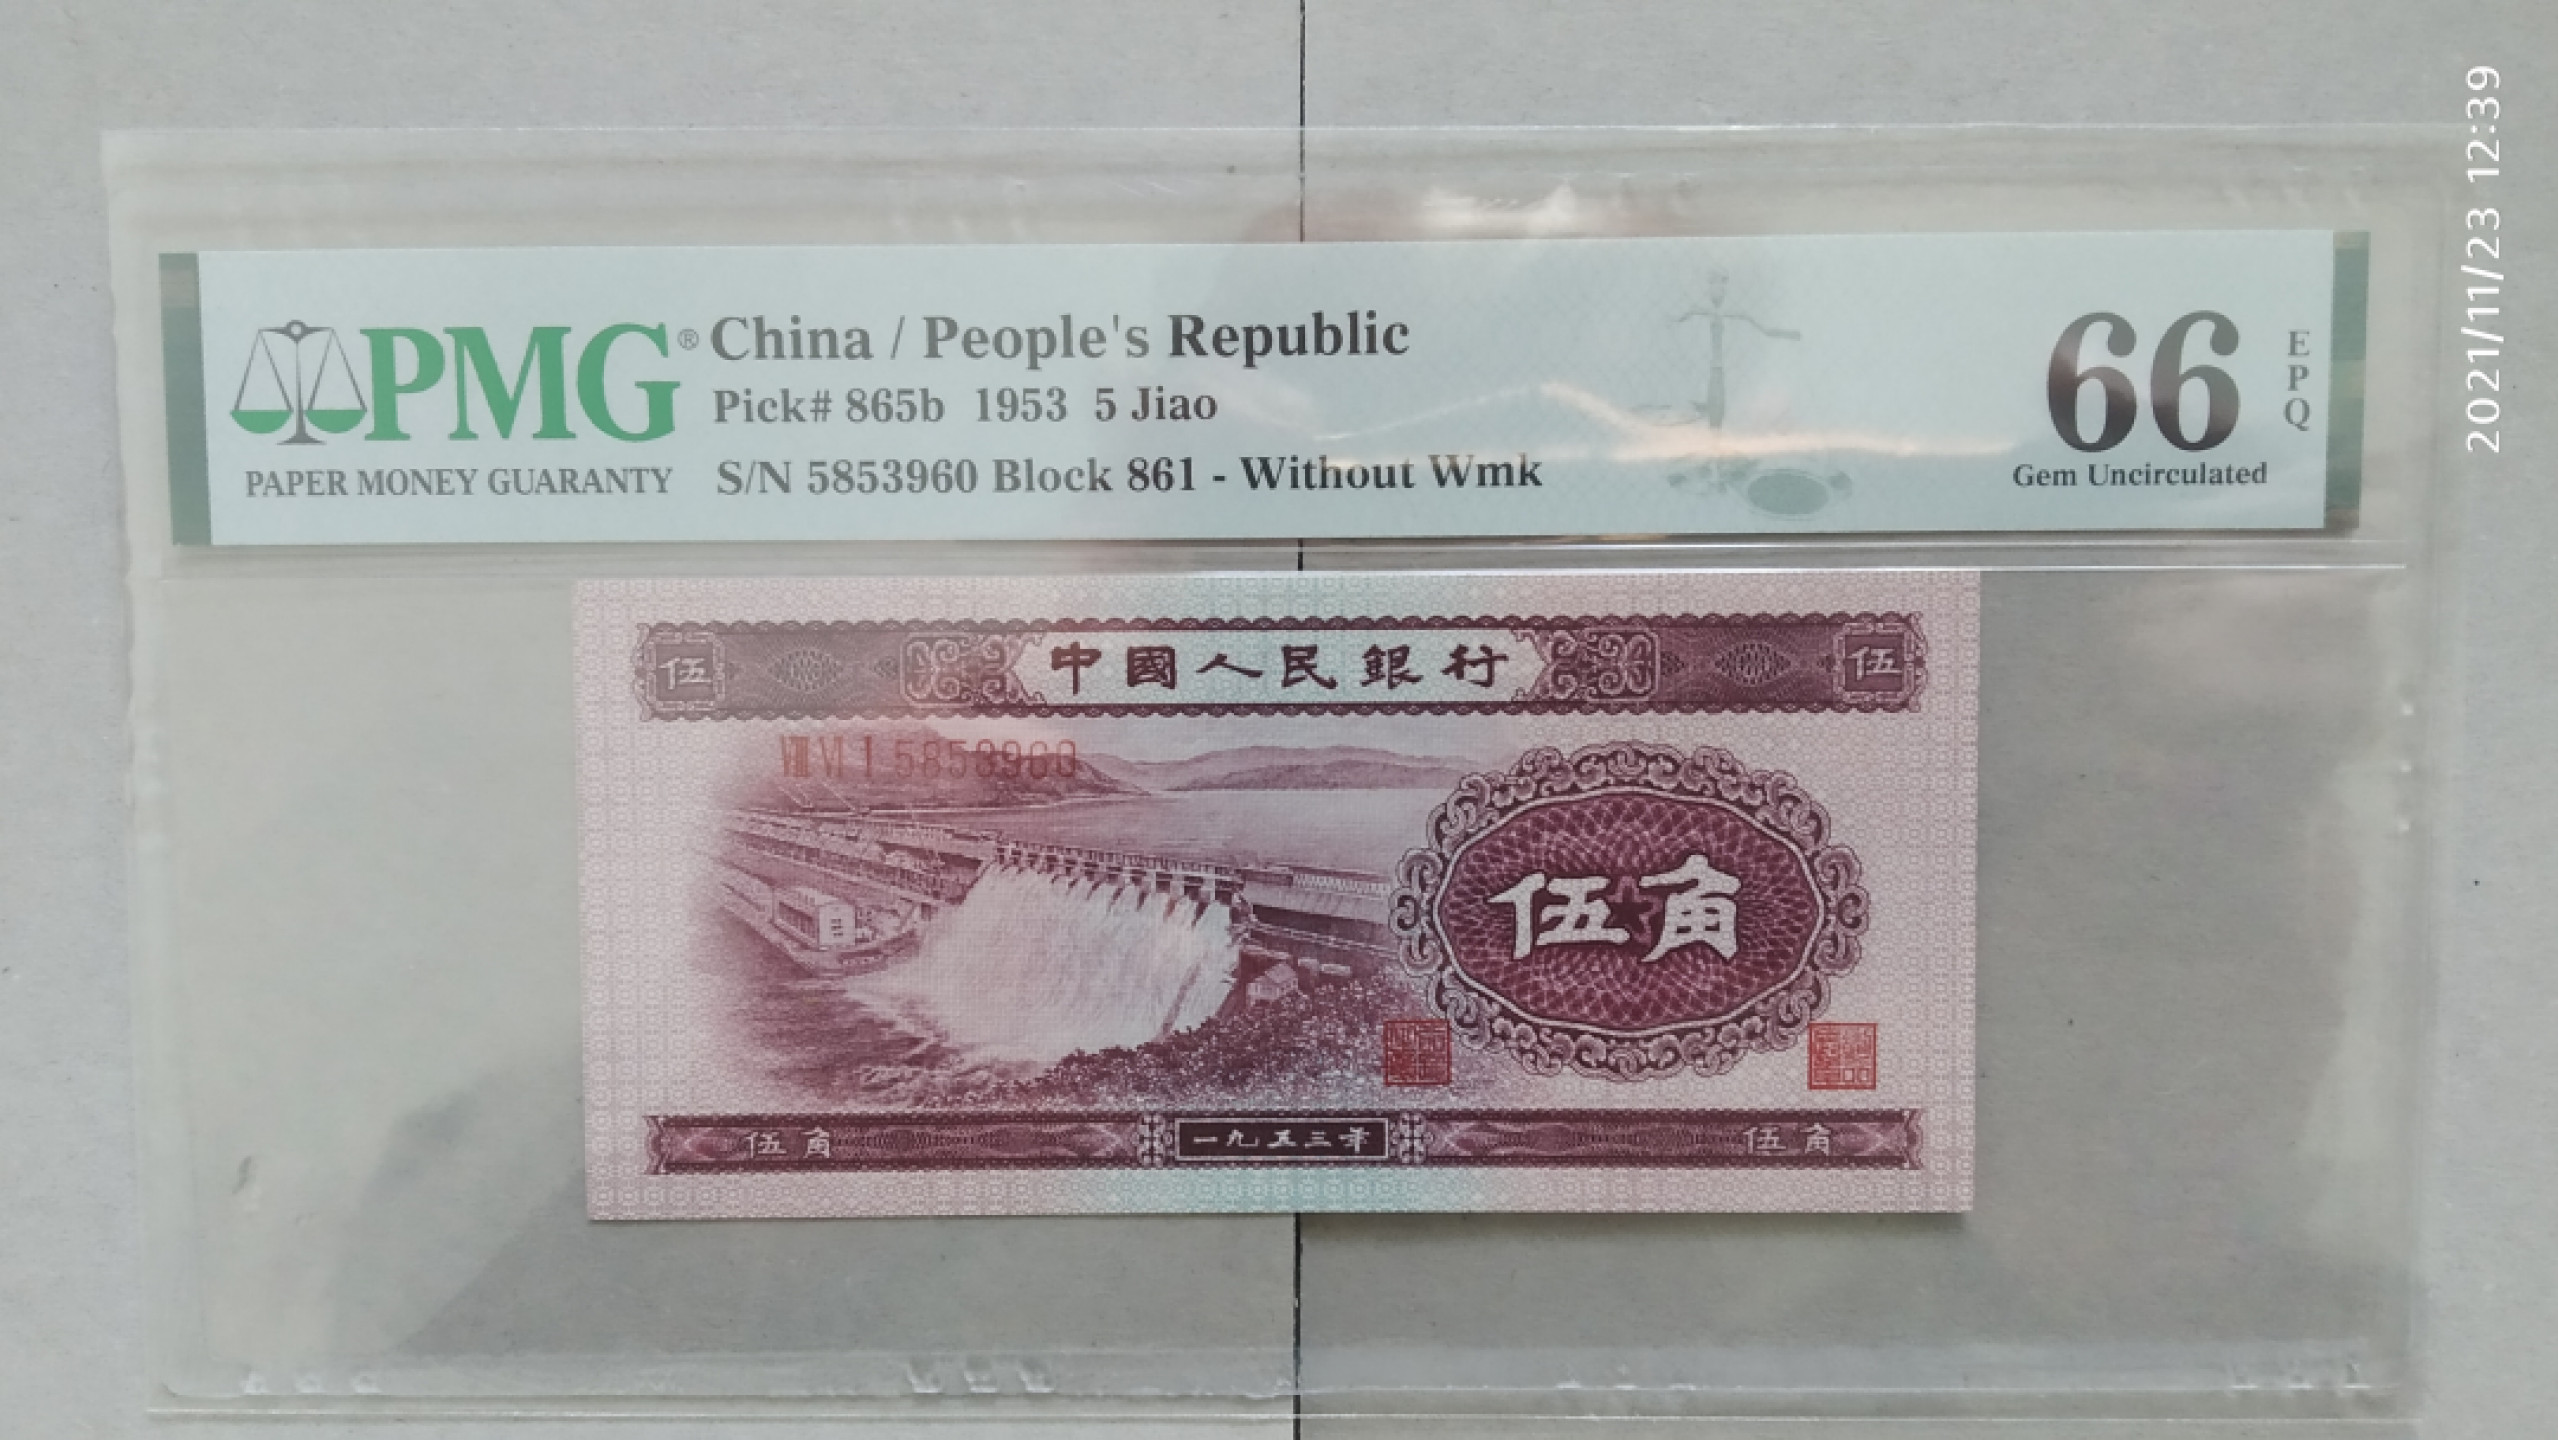 2021/11/23 12:39
PMG®
PAPER MONEY GUARANTY
China / People's Republic
Pick# 865b 1953 5 Jiao
S/N 5853960 Block 861 - Without Wmk
66
EPQ
Gem Uncirculated
伍 中國人民銀行 伍
VIII VI I 5853960
伍角
伍角 一九五三年 伍角